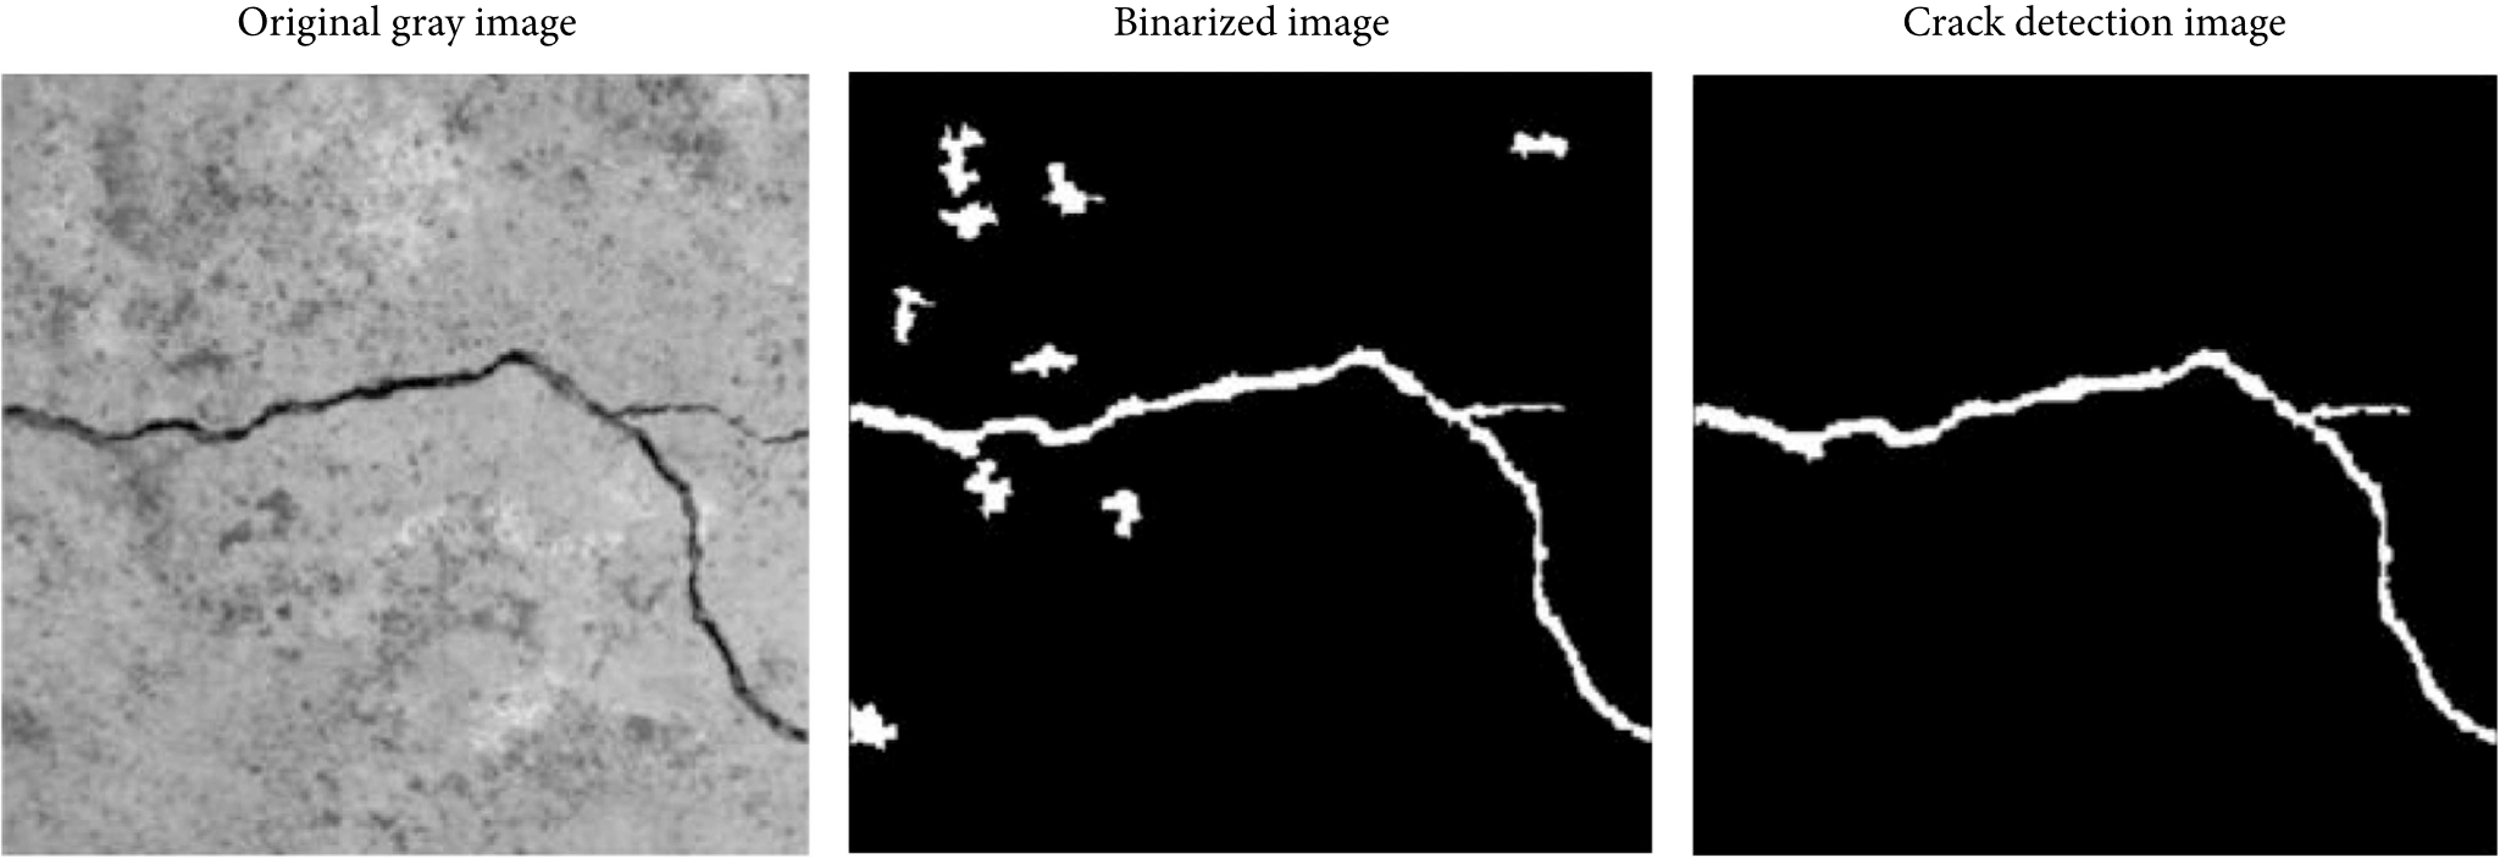 Original gray image
Binarized image
Crack detection image